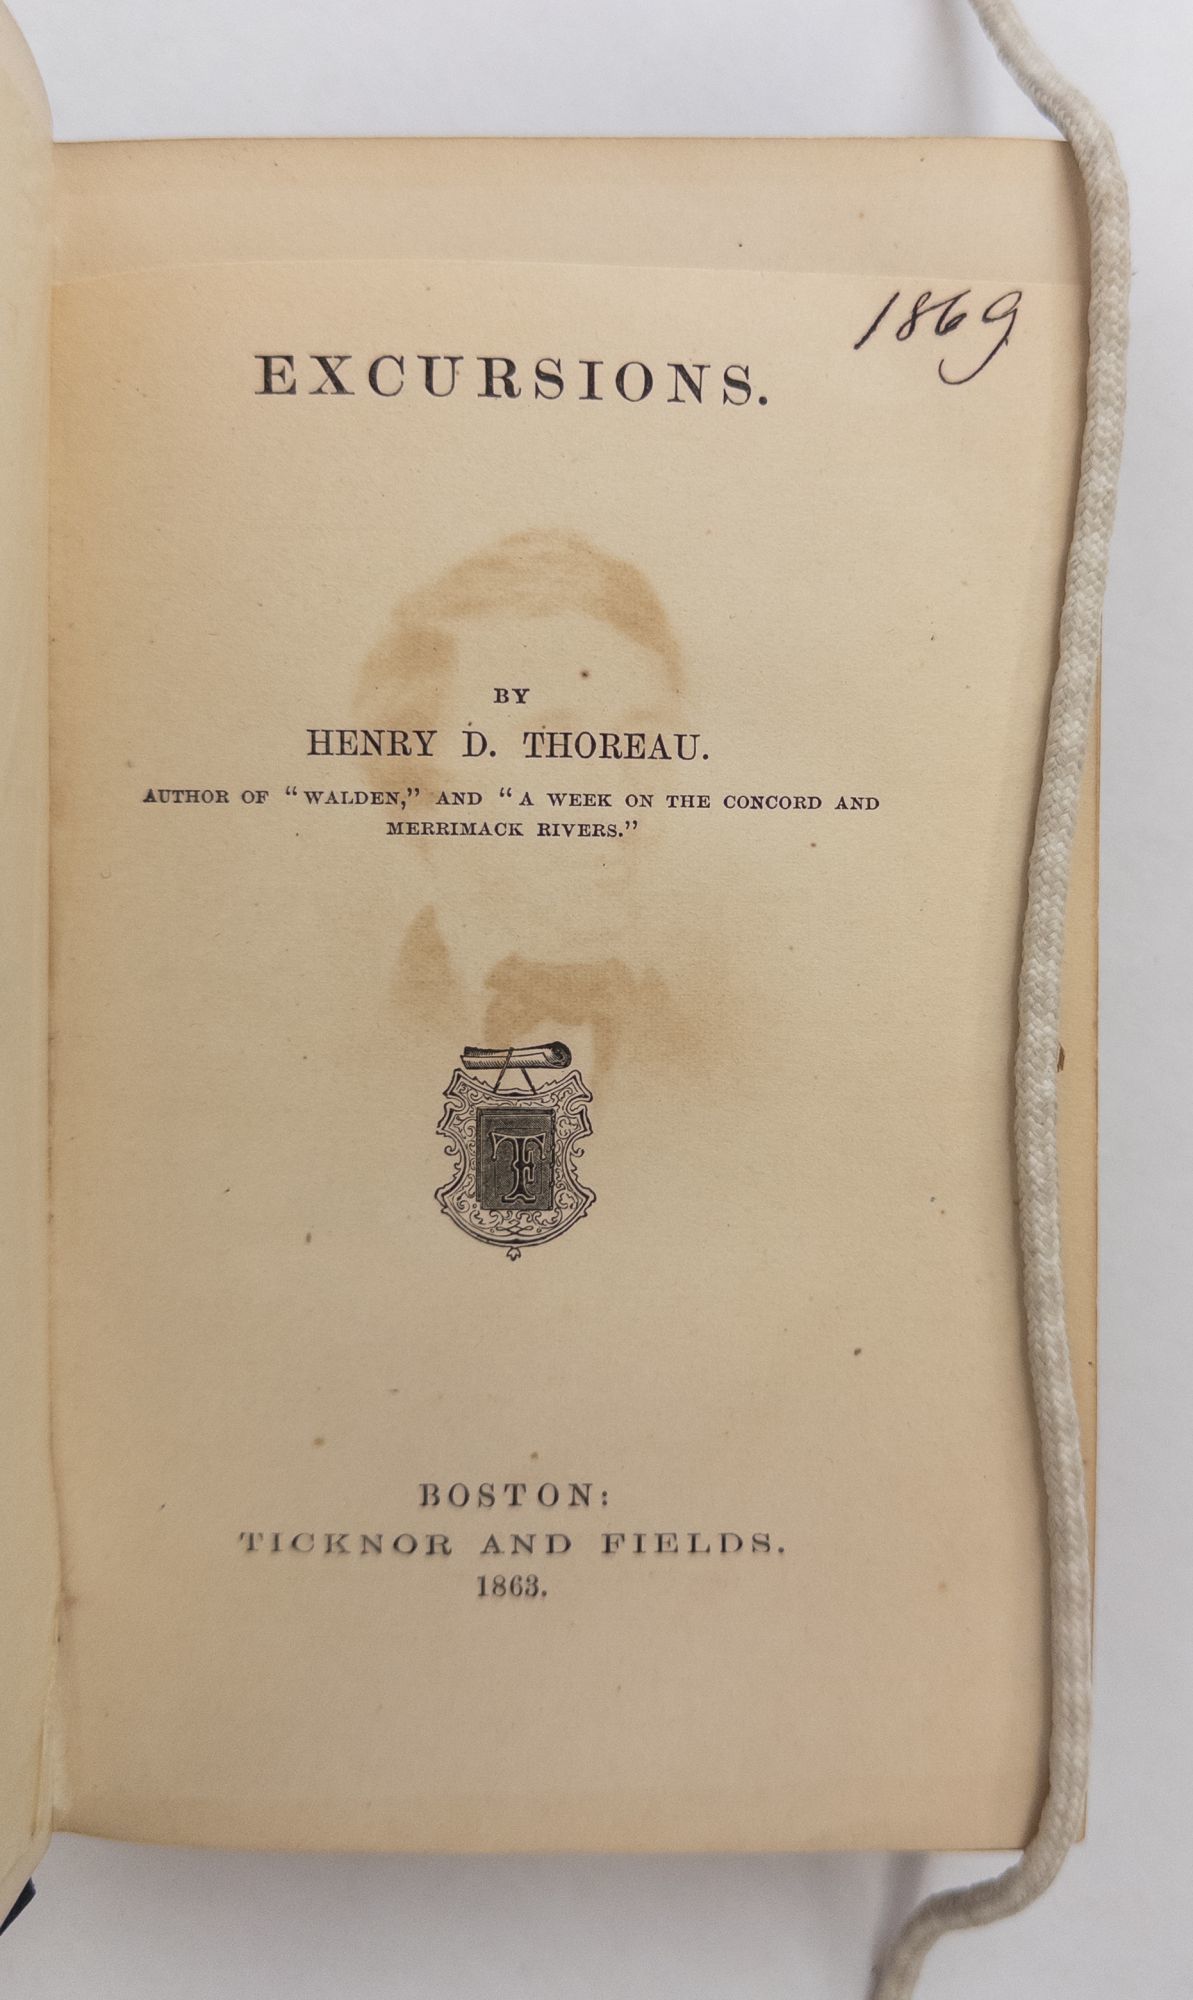 1869
EXCURSIONS.
BY
HENRY D. THOREAU.
AUTHOR OF “WALDEN,” AND “A WEEK ON THE CONCORD AND
MERRIMACK RIVERS.”
TF
BOSTON:
TICKNOR AND FIELDS.
1863.